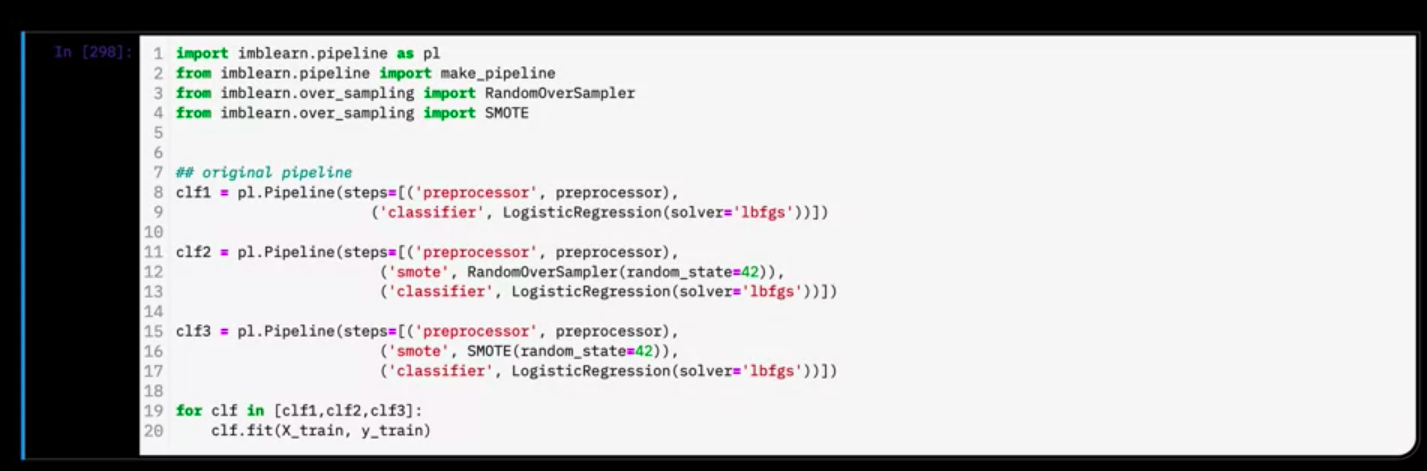 In [298]:
1 import imblearn.pipeline as pl
2 from imblearn.pipeline import make_pipeline
3 from imblearn.over_sampling import RandomOverSampler
4 from imblearn.over_sampling import SMOTE
5
6
7 ## original pipeline
8 clf1 = pl.Pipeline(steps=[('preprocessor', preprocessor),
9                       ('classifier', LogisticRegression(solver='lbfgs'))])
10
11 clf2 = pl.Pipeline(steps=[('preprocessor', preprocessor),
12                        ('smote', RandomOverSampler(random_state=42)),
13                        ('classifier', LogisticRegression(solver='lbfgs'))])
14
15 clf3 = pl.Pipeline(steps=[('preprocessor', preprocessor),
16                        ('smote', SMOTE(random_state=42)),
17                        ('classifier', LogisticRegression(solver='lbfgs'))])
18
19 for clf in [clf1,clf2,clf3]:
20     clf.fit(X_train, y_train)